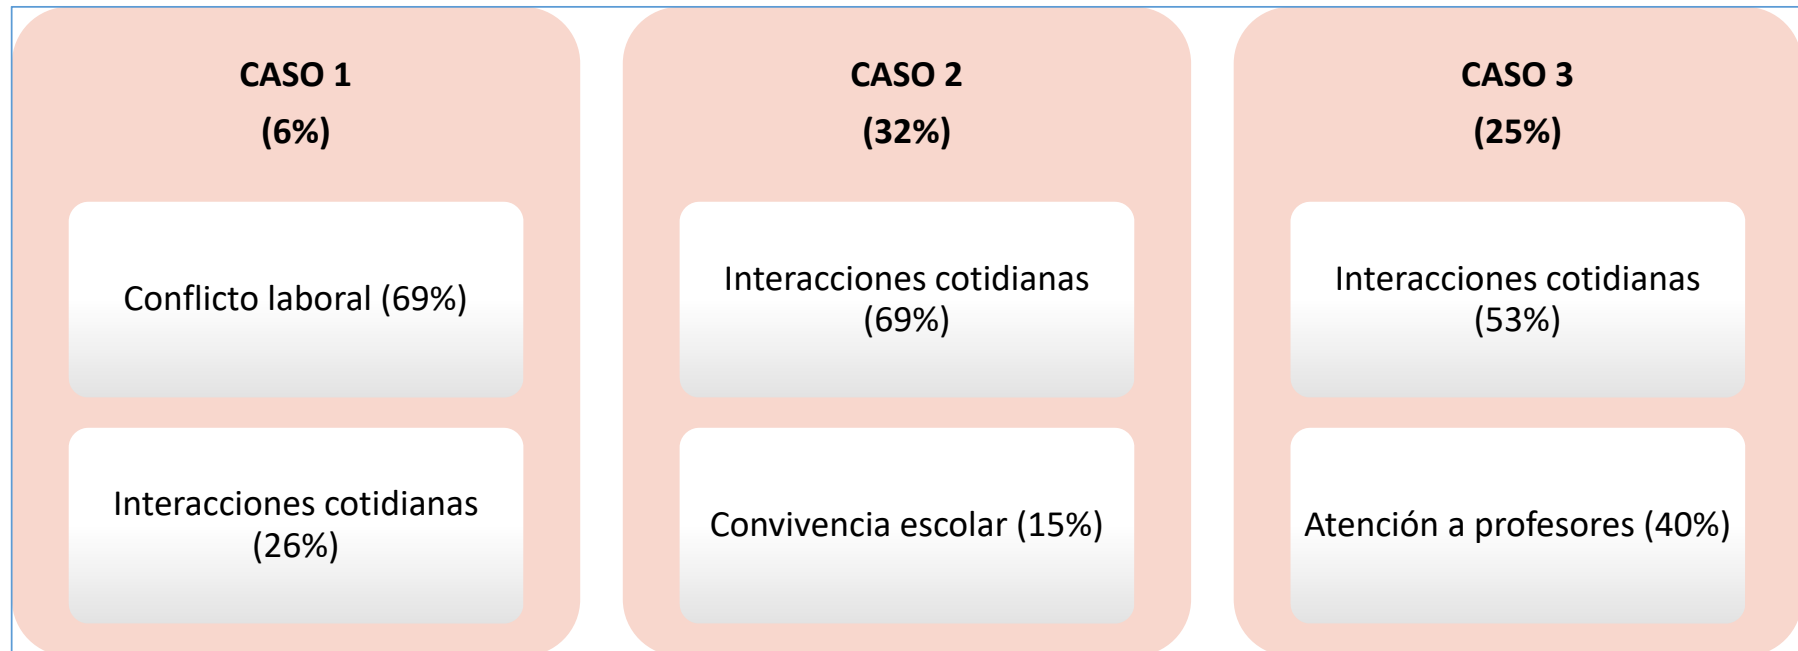 CASO 1
(6%)
Conflicto laboral (69%)
Interacciones cotidianas
(26%)
CASO 2
(32%)
Interacciones cotidianas
(69%)
Convivencia escolar (15%)
CASO 3
(25%)
Interacciones cotidianas
(53%)
Atención a profesores (40%)